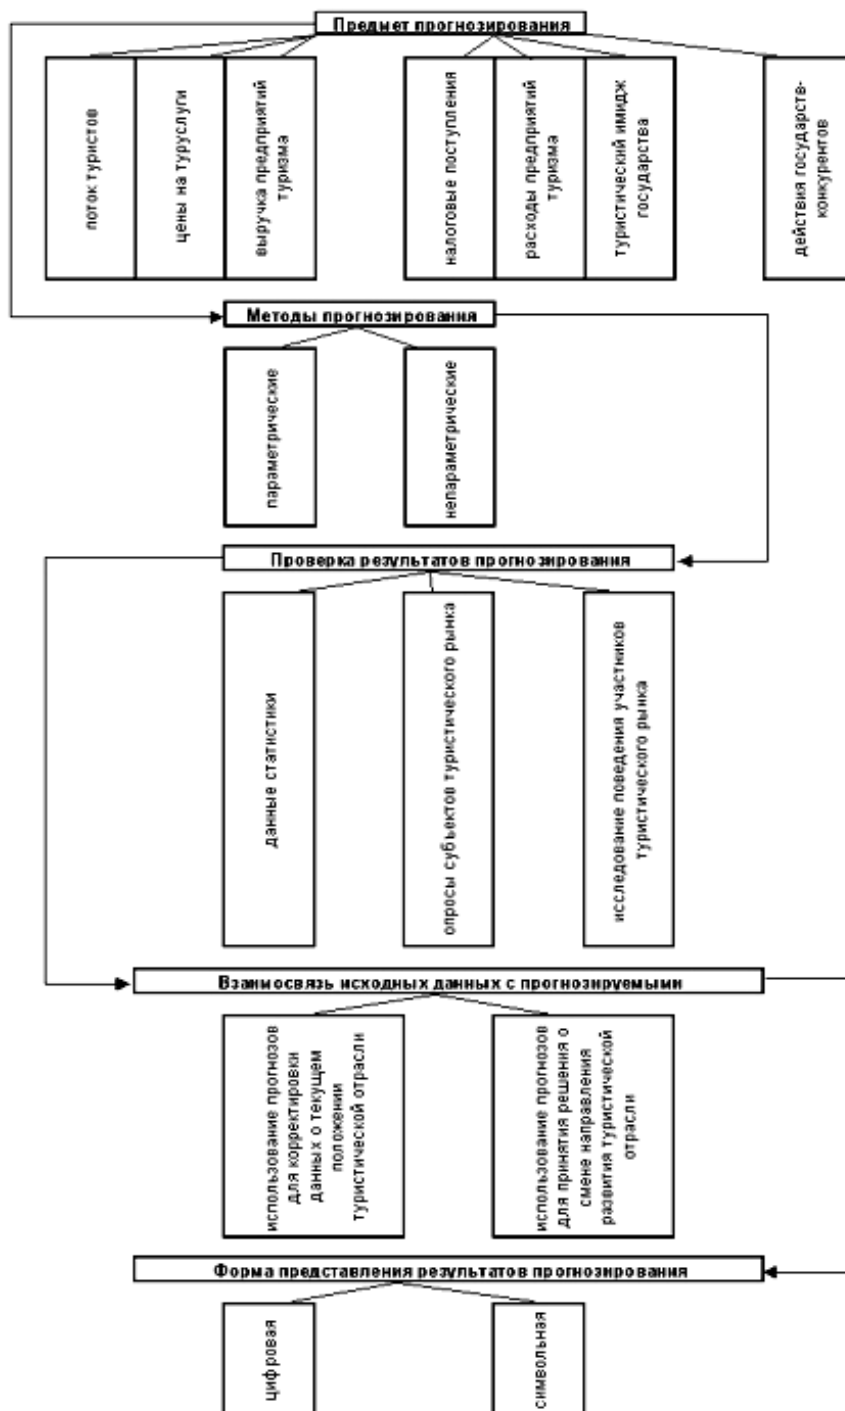 Предмет прогнозирования
поток туристов
цены на туруслуги
выручка предприятий
туризма
налоговые поступления
расходы предприятий
туризма
туристический имидж
государства
действия государств-
конкурентов
Методы прогнозирования
параметрические
непараметрические
Проверка результатов прогнозирования
данные статистики
опросы субъектов туристического рынка
исследование поведения участников
туристического рынка
Взаимосвязь исходных данных с прогнозируемыми
использование прогнозов
для корректировки
данных о текущем
положении
туристической отрасли
использование прогнозов
для принятия решения о
смене направления
развития туристической
отрасли
Форма представления результатов прогнозирования
цифровая
символьная